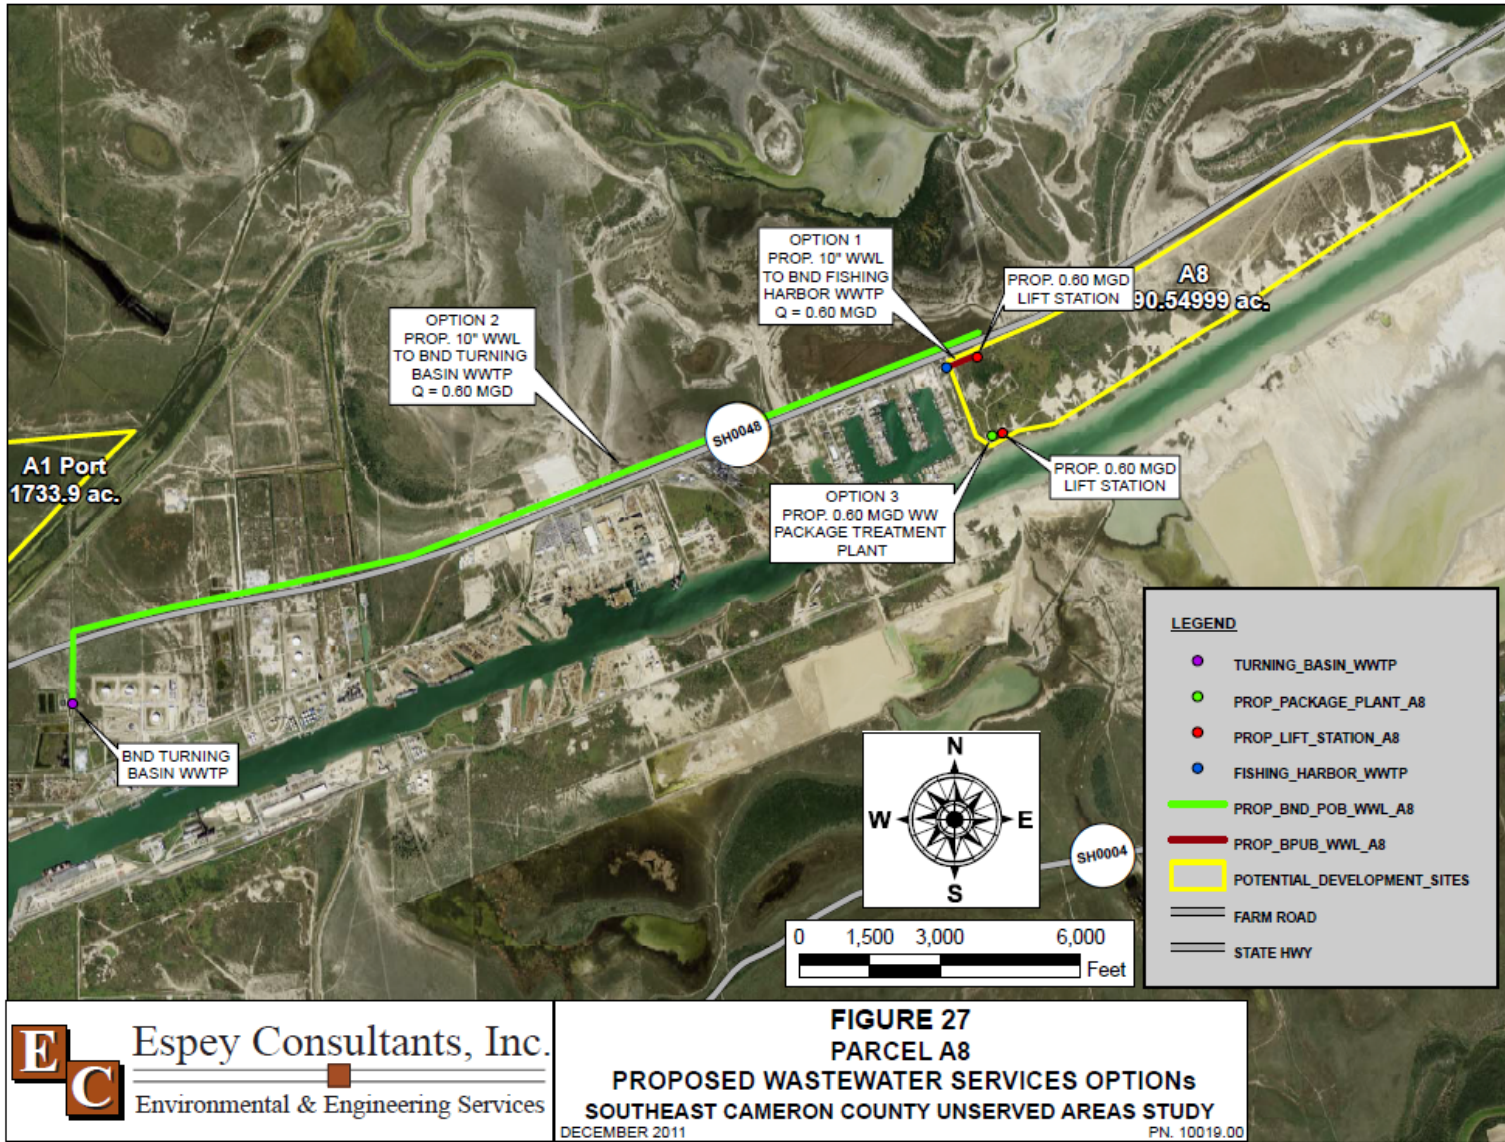 OPTION 1
PROP. 10" WWL
TO BND FISHING
HARBOR WWTP
Q = 0.60 MGD
PROP. 0.60 MGD
LIFT STATION
A8
90.54999 ac.
OPTION 2
PROP. 10" WWL
TO BND TURNING
BASIN WWTP
Q = 0.60 MGD
SH0048
A1 Port
1733.9 ac.
PROP. 0.60 MGD
LIFT STATION
OPTION 3
PROP. 0.60 MGD WW
PACKAGE TREATMENT
PLANT
BND TURNING
BASIN WWTP
LEGEND
TURNING_BASIN_WWTP
PROP_PACKAGE_PLANT_A8
PROP_LIFT_STATION_A8
FISHING_HARBOR_WWTP
PROP_BND_POB_WWL_A8
PROP_BPUB_WWL_A8
POTENTIAL_DEVELOPMENT_SITES
FARM ROAD
STATE HWY
N
W E
S
SH0004
0 1,500 3,000 6,000
Feet
EC
Espey Consultants, Inc.
Environmental & Engineering Services
FIGURE 27
PARCEL A8
PROPOSED WASTEWATER SERVICES OPTIONs
SOUTHEAST CAMERON COUNTY UNSERVED AREAS STUDY
DECEMBER 2011 PN. 10019.00